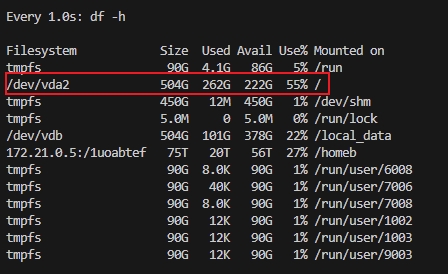 Every 1.0s: df -h
Filesystem Size Used Avail Use% Mounted on
tmpfs 90G 4.1G 86G 5% /run
/dev/vda2 504G 262G 222G 55% /
tmpfs 450G 12M 450G 1% /dev/shm
tmpfs 5.0M 0 5.0M 0% /run/lock
/dev/vdb 504G 101G 378G 22% /local_data
172.21.0.5:/1uoabtef 75T 20T 56T 27% /homeb
tmpfs 90G 8.0K 90G 1% /run/user/6008
tmpfs 90G 40K 90G 1% /run/user/7006
tmpfs 90G 8.0K 90G 1% /run/user/7008
tmpfs 90G 12K 90G 1% /run/user/1002
tmpfs 90G 12K 90G 1% /run/user/1003
tmpfs 90G 12K 90G 1% /run/user/9003